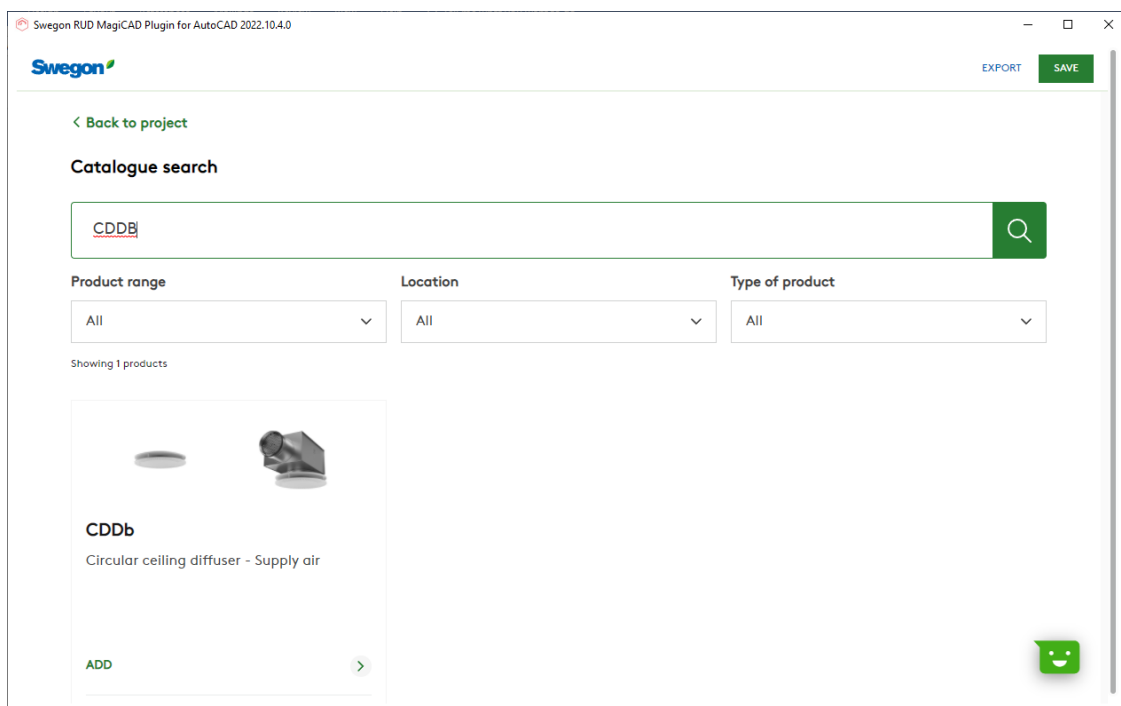 Swegon RUD MagiCAD Plugin for AutoCAD 2022.10.4.0
Swegon
EXPORT
SAVE
Back to project
Catalogue search
CDDB
Product range
Location
Type of product
All
All
All
Showing 1 products
CDDb
Circular ceiling diffuser - Supply air
ADD